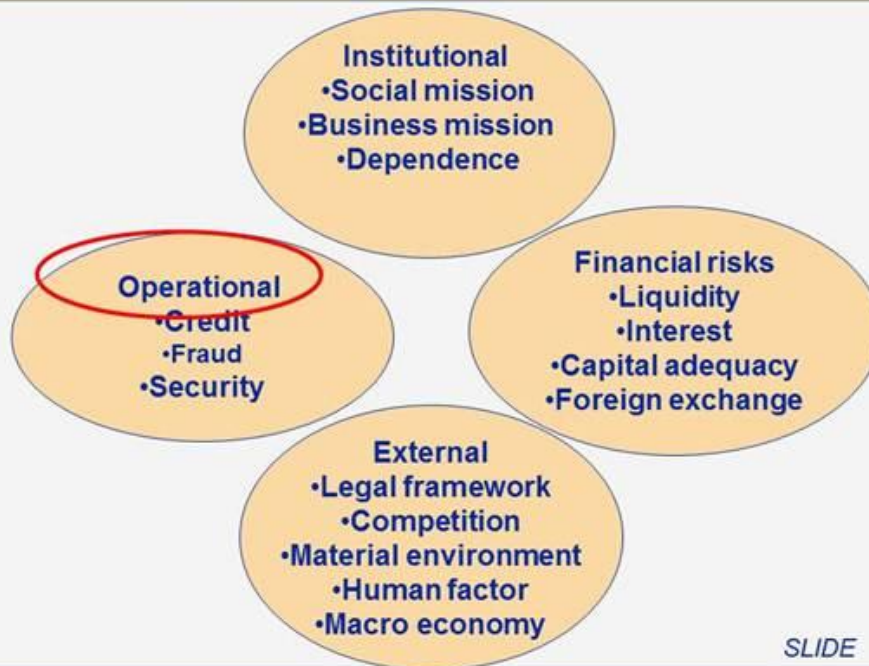 Institutional
•Social mission
•Business mission
•Dependence
Operational
•Credit
•Fraud
•Security
Financial risks
•Liquidity
•Interest
•Capital adequacy
•Foreign exchange
External
•Legal framework
•Competition
•Material environment
•Human factor
•Macro economy
SLIDE